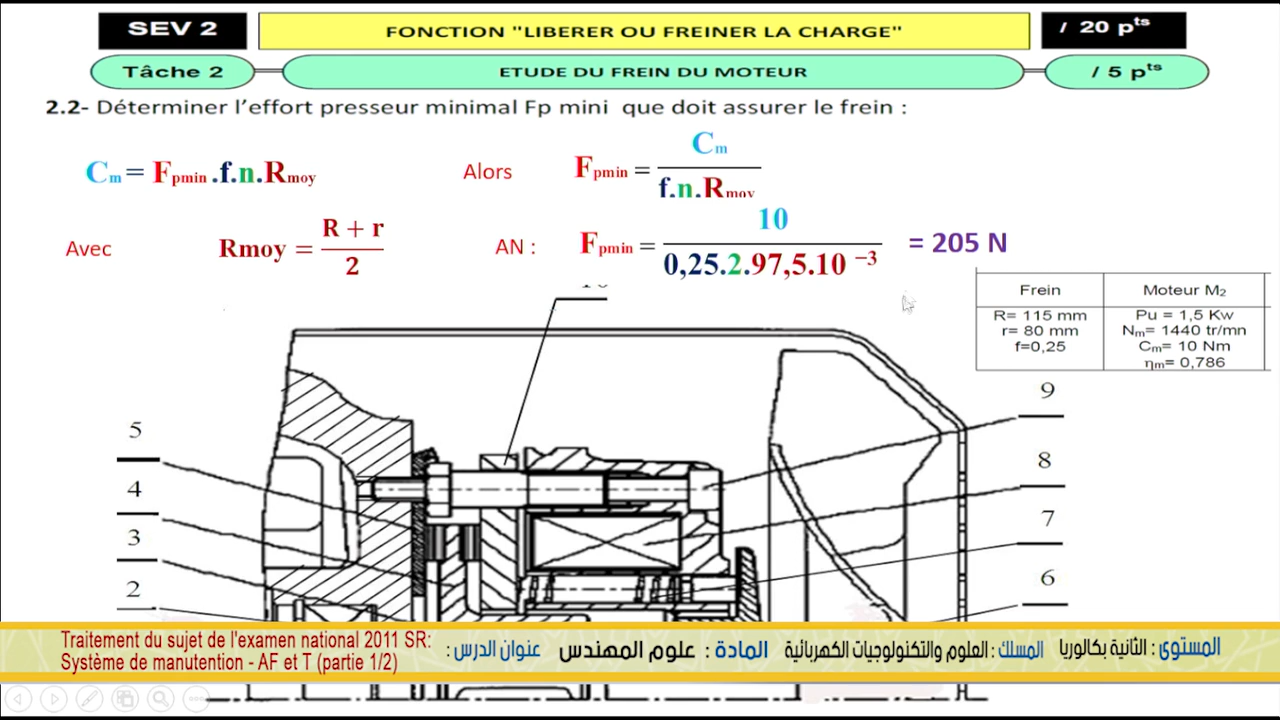 SEV 2
FONCTION "LIBERER OU FREINER LA CHARGE"
/ 20 pts
Tâche 2
ETUDE DU FREIN DU MOTEUR
/ 5 pts
2.2- Déterminer l'effort presseur minimal Fp mini que doit assurer le frein :
Cm = Fpmin .f.n.Rmoy
Alors
Fpmin = Cm / f.n.Rmoy
Avec
Rmoy = R + r / 2
AN :
Fpmin = 10 / 0,25.2.97,5.10 −3
= 205 N
Frein
Moteur M2
R= 115 mm
r= 80 mm
f=0,25
Pu = 1,5 Kw
Nm= 1440 tr/mn
Cm= 10 Nm
ηm= 0,786
5
4
3
2
9
8
7
6
Traitement du sujet de l'examen national 2011 SR:
Système de manutention - AF et T (partie 1/2)
عنوان الدرس :
المادة : علوم المهندس
المسلك : العلوم والتكنولوجيات الكهربائية
المستوى : الثانية بكالوريا